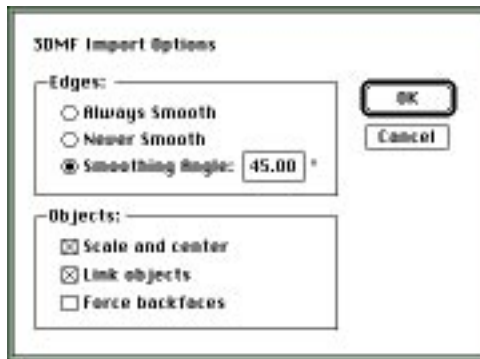 3DMF Import Options
Edges:
Always Smooth
Never Smooth
Smoothing Angle: 45.00 °
OK
Cancel
Objects:
Scale and center
Link objects
Force backfaces